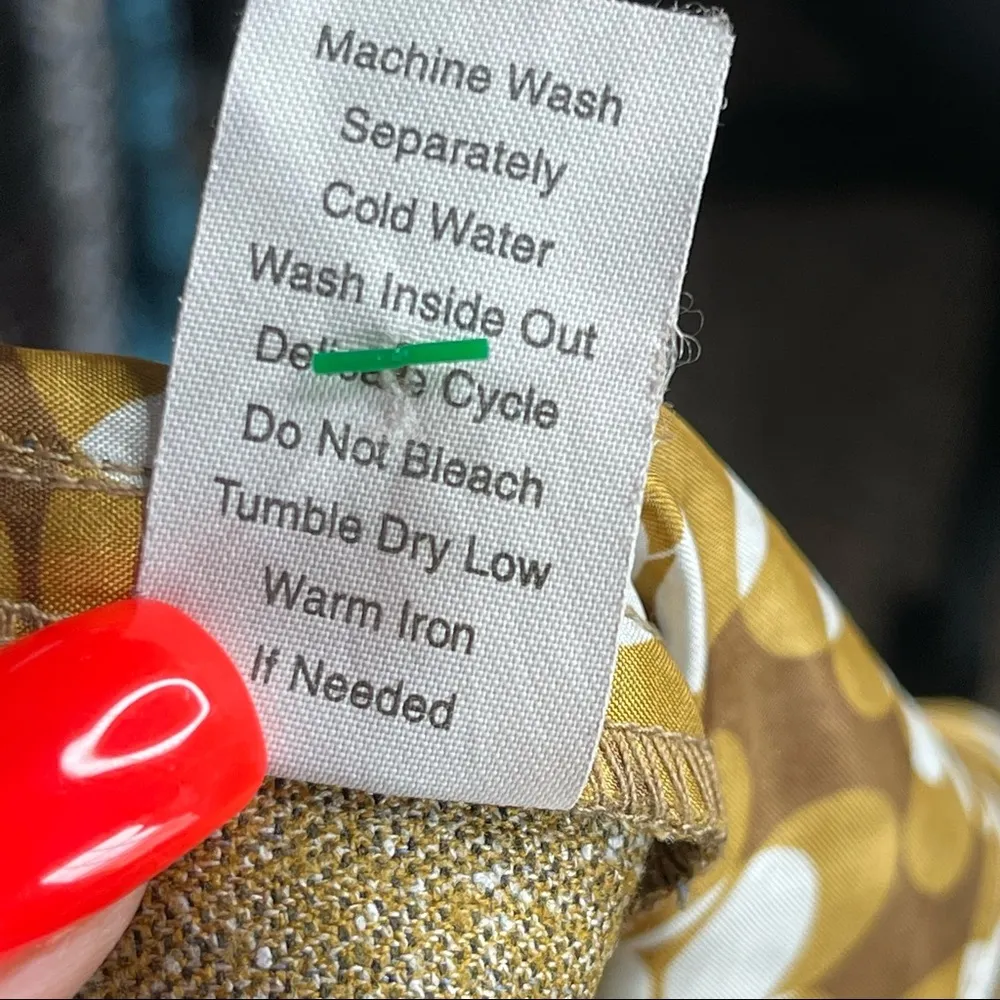 Machine Wash
Separately
Cold Water
Wash Inside Out
Delicate Cycle
Do Not Bleach
Tumble Dry Low
Warm Iron
If Needed